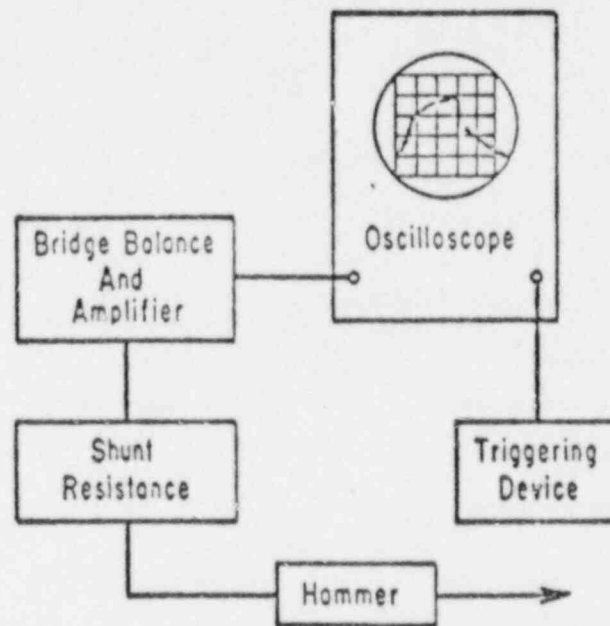 Oscilloscope
Bridge Balance
And
Amplifier
Shunt
Resistance
Triggering
Device
Hammer